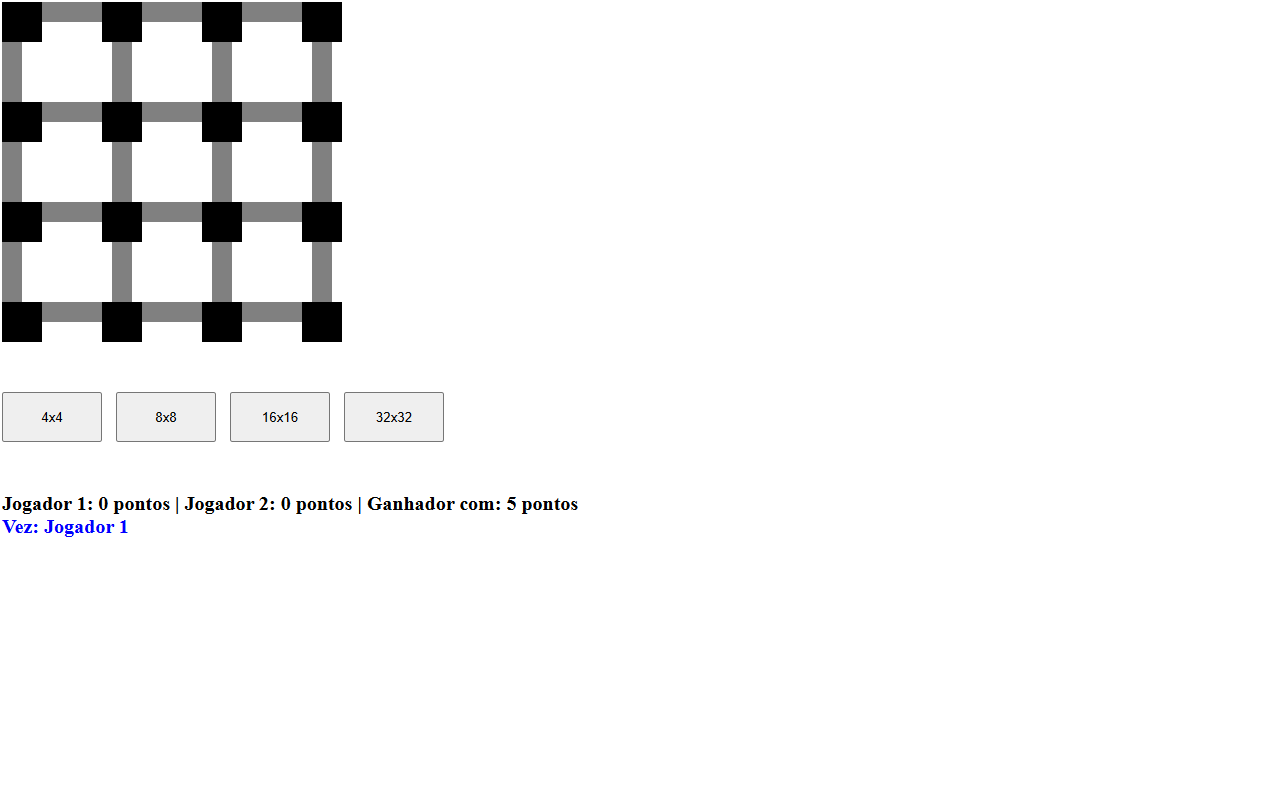 4x4 8x8 16x16 32x32
Jogador 1: 0 pontos | Jogador 2: 0 pontos | Ganhador com: 5 pontos
Vez: Jogador 1